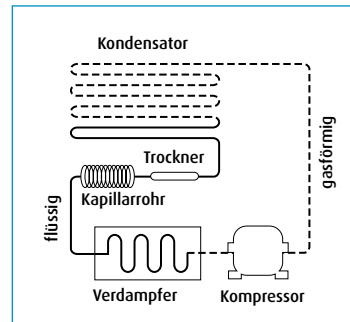 Kondensator
gasförmig
Trockner
Kapillarrohr
flüssig
Verdampfer
Kompressor